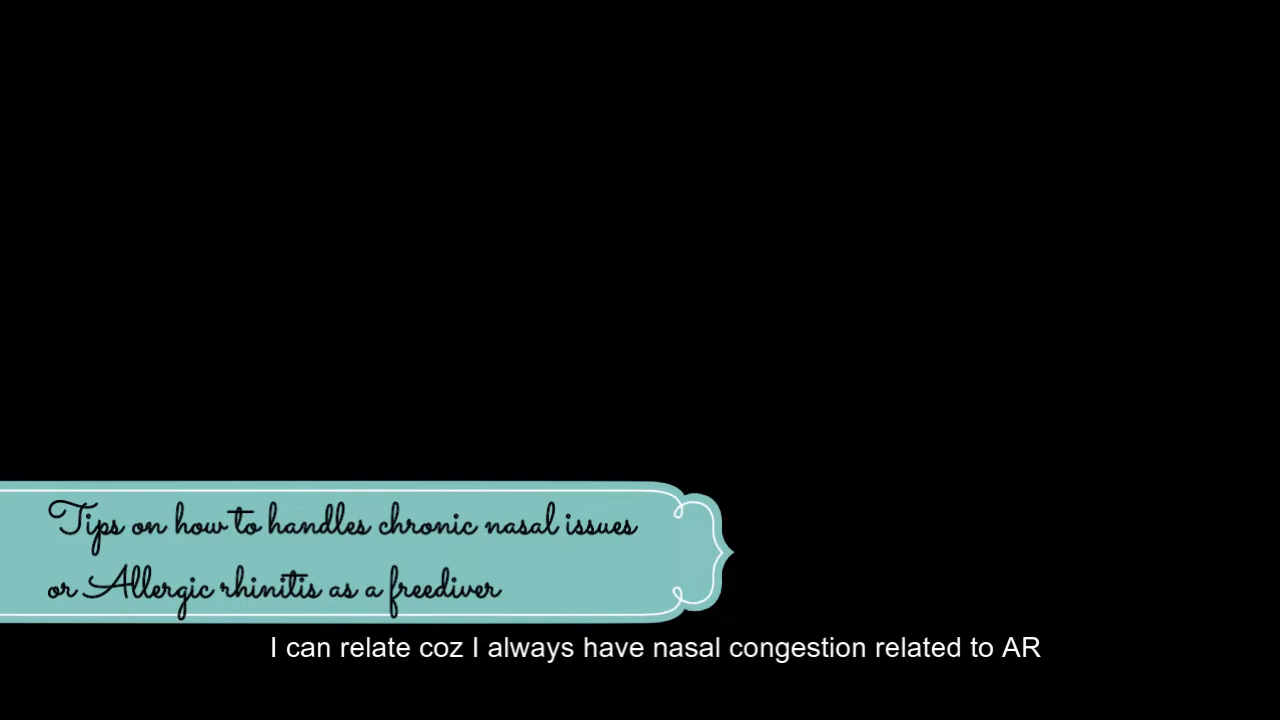 Tips on how to handles chronic nasal issues
or Allergic rhinitis as a freediver
I can relate coz I always have nasal congestion related to AR